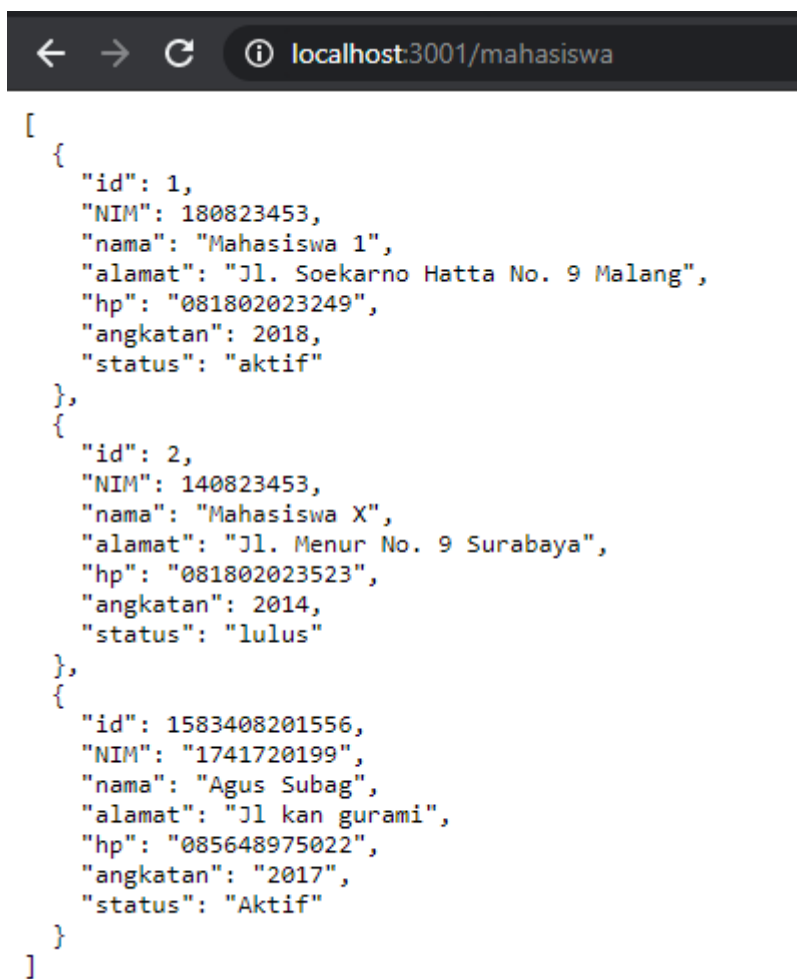 localhost:3001/mahasiswa
[
  {
    "id": 1,
    "NIM": 180823453,
    "nama": "Mahasiswa 1",
    "alamat": "Jl. Soekarno Hatta No. 9 Malang",
    "hp": "081802023249",
    "angkatan": 2018,
    "status": "aktif"
  },
  {
    "id": 2,
    "NIM": 140823453,
    "nama": "Mahasiswa X",
    "alamat": "Jl. Menur No. 9 Surabaya",
    "hp": "081802023523",
    "angkatan": 2014,
    "status": "lulus"
  },
  {
    "id": 1583408201556,
    "NIM": "1741720199",
    "nama": "Agus Subag",
    "alamat": "Jl kan gurami",
    "hp": "085648975022",
    "angkatan": "2017",
    "status": "Aktif"
  }
]